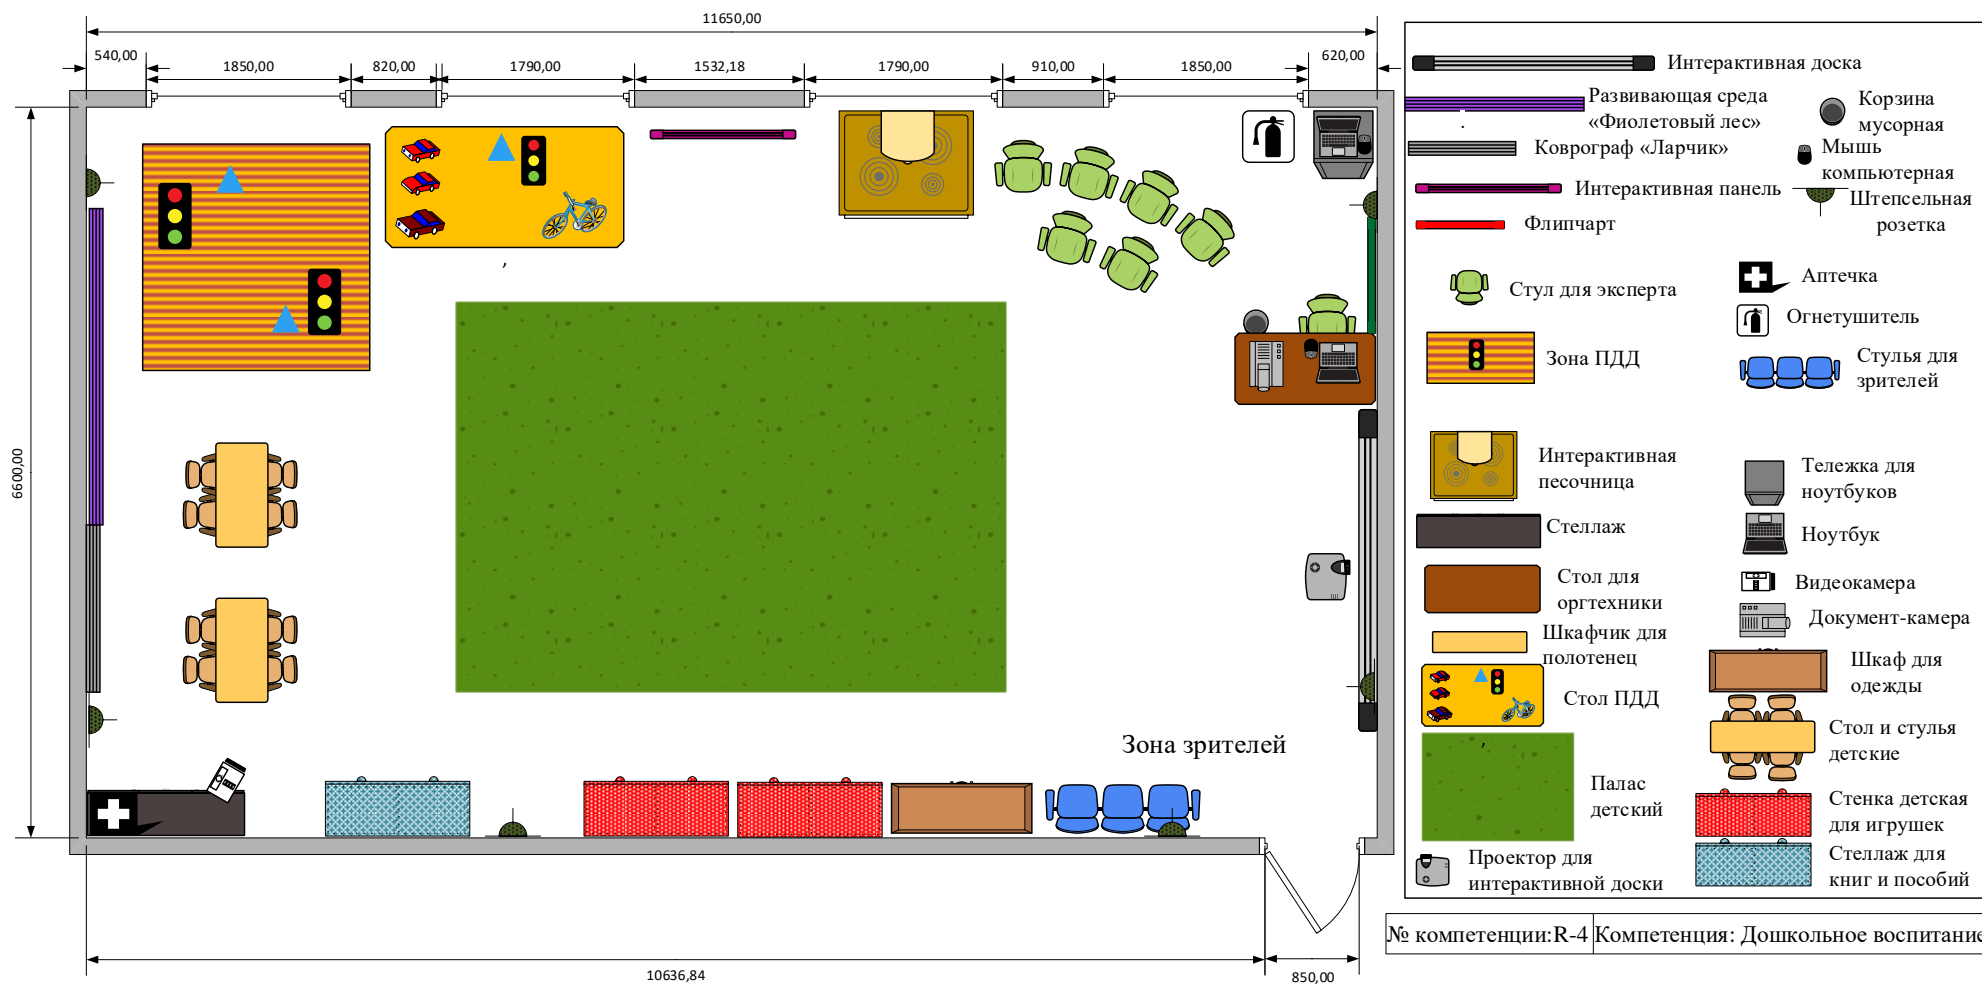 11650,00
540,00
1850,00
820,00
1790,00
1532,18
1790,00
910,00
1850,00
620,00
6600,00
Зона зрителей
10636,84
850,00
Интерактивная доска
Развивающая среда
«Фиолетовый лес»
Корзина
мусорная
Коврограф «Ларчик»
Мышь
компьютерная
Интерактивная панель
Штепсельная
розетка
Флипчарт
Стул для эксперта
Аптечка
Огнетушитель
Зона ПДД
Стулья для
зрителей
Интерактивная
песочница
Тележка для
ноутбуков
Стеллаж
Ноутбук
Стол для
оргтехники
Видеокамера
Документ-камера
Шкафчик для
полотенец
Шкаф для
одежды
Стол ПДД
Стол и стулья
детские
Палас
детский
Стенка детская
для игрушек
Проектор для
интерактивной доски
Стеллаж для
книг и пособий
№ компетенции:R-4
Компетенция: Дошкольное воспитание